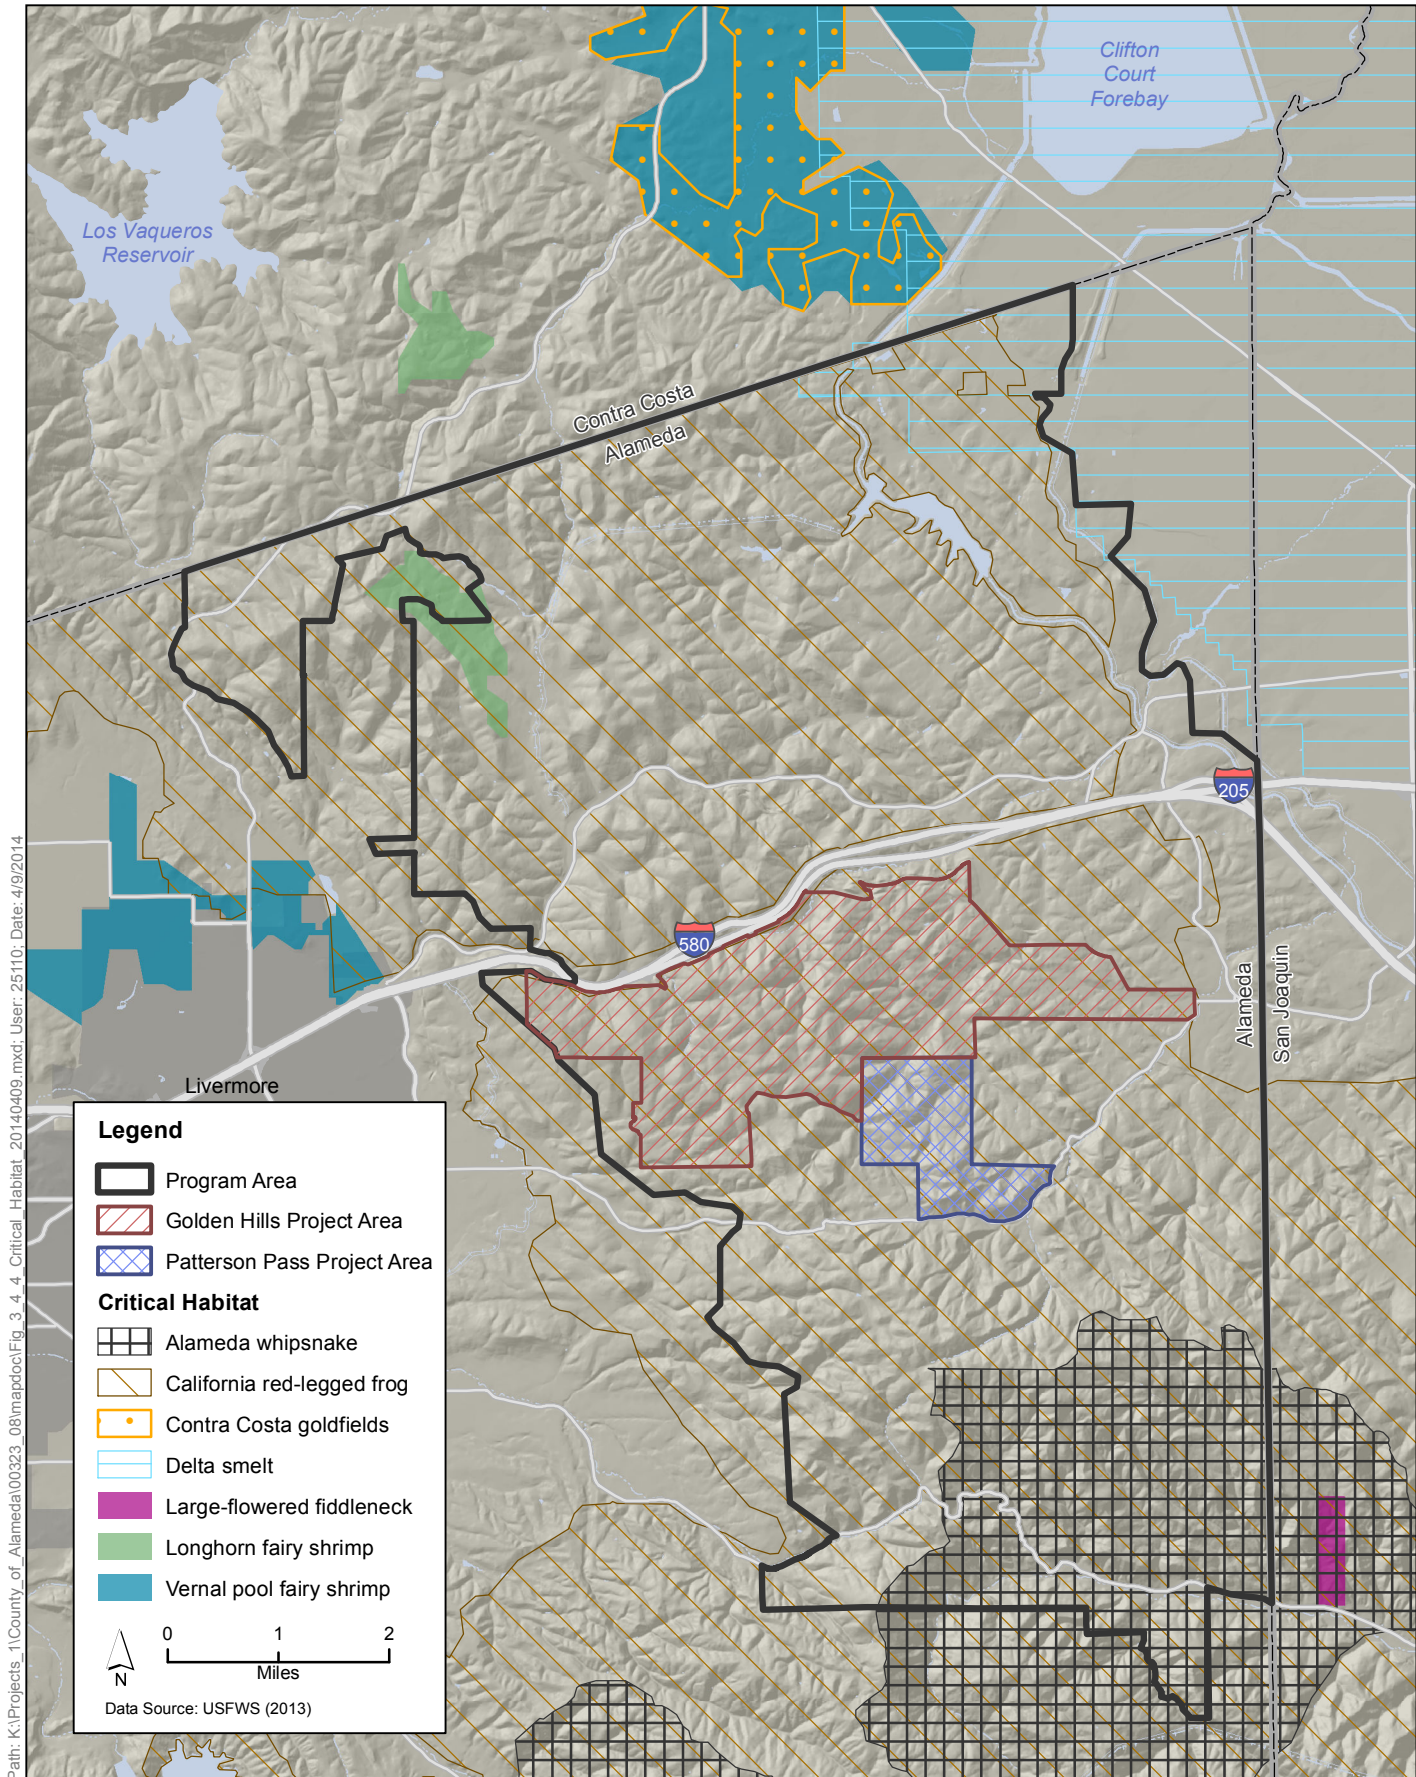 Clifton
Court
Forebay
Los Vaqueros
Reservoir
Contra Costa
Alameda
205
580
Alameda
San Joaquin
Livermore
Legend
Program Area
Golden Hills Project Area
Patterson Pass Project Area
Critical Habitat
Alameda whipsnake
California red-legged frog
Contra Costa goldfields
Delta smelt
Large-flowered fiddleneck
Longhorn fairy shrimp
Vernal pool fairy shrimp
0 1 2
Miles
N
Data Source: USFWS (2013)
Path: K:\Projects_1\County_of_Alameda\00323_08\mapdoc\Fig_3_4_4_Critical_Habitat_20140409.mxd; User: 25110; Date: 4/9/2014